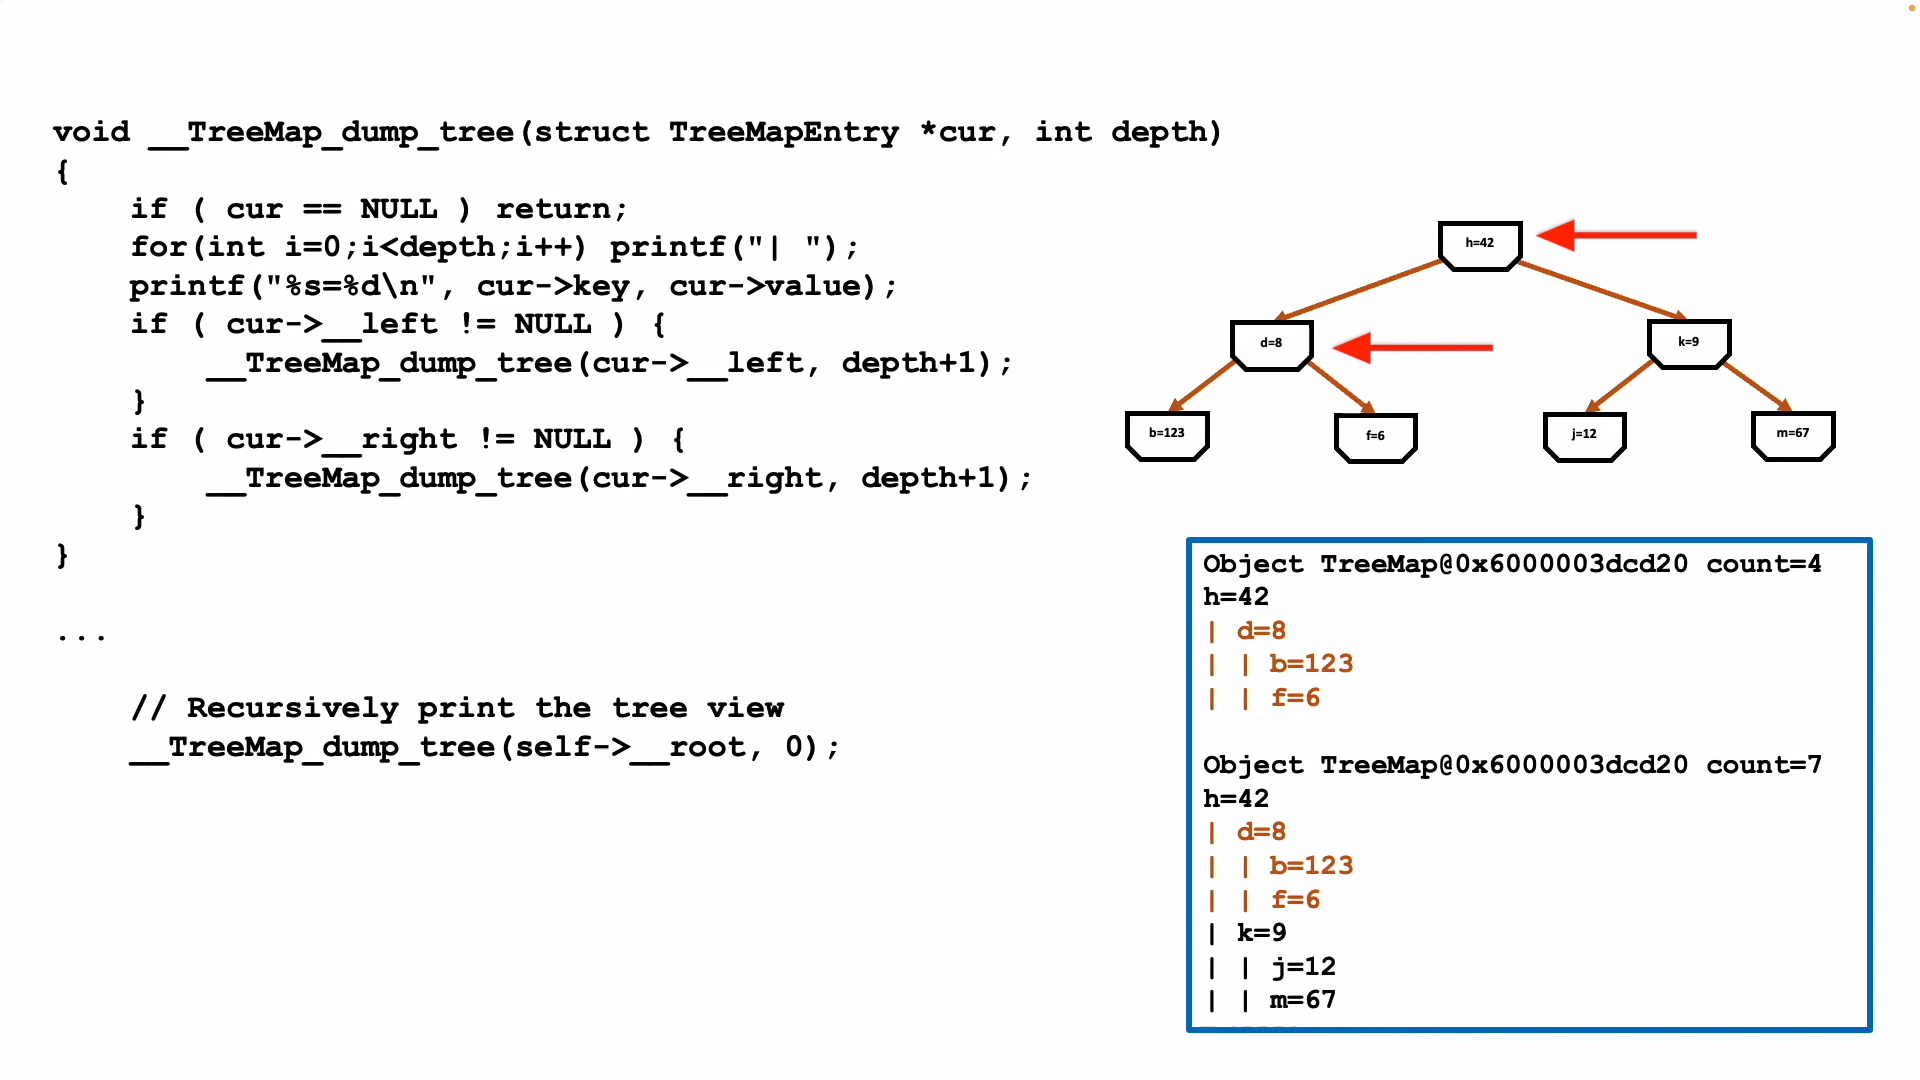 void __TreeMap_dump_tree(struct TreeMapEntry *cur, int depth)
{
    if ( cur == NULL ) return;
    for(int i=0;i<depth;i++) printf("| ");
    printf("%s=%d\n", cur->key, cur->value);
    if ( cur->__left != NULL ) {
        __TreeMap_dump_tree(cur->__left, depth+1);
    }
    if ( cur->__right != NULL ) {
        __TreeMap_dump_tree(cur->__right, depth+1);
    }
}
...
    // Recursively print the tree view
    __TreeMap_dump_tree(self->__root, 0);
h=42
d=8
k=9
b=123
f=6
j=12
m=67
Object TreeMap@0x6000003dcd20 count=4
h=42
| d=8
| | b=123
| | f=6
Object TreeMap@0x6000003dcd20 count=7
h=42
| d=8
| | b=123
| | f=6
| k=9
| | j=12
| | m=67